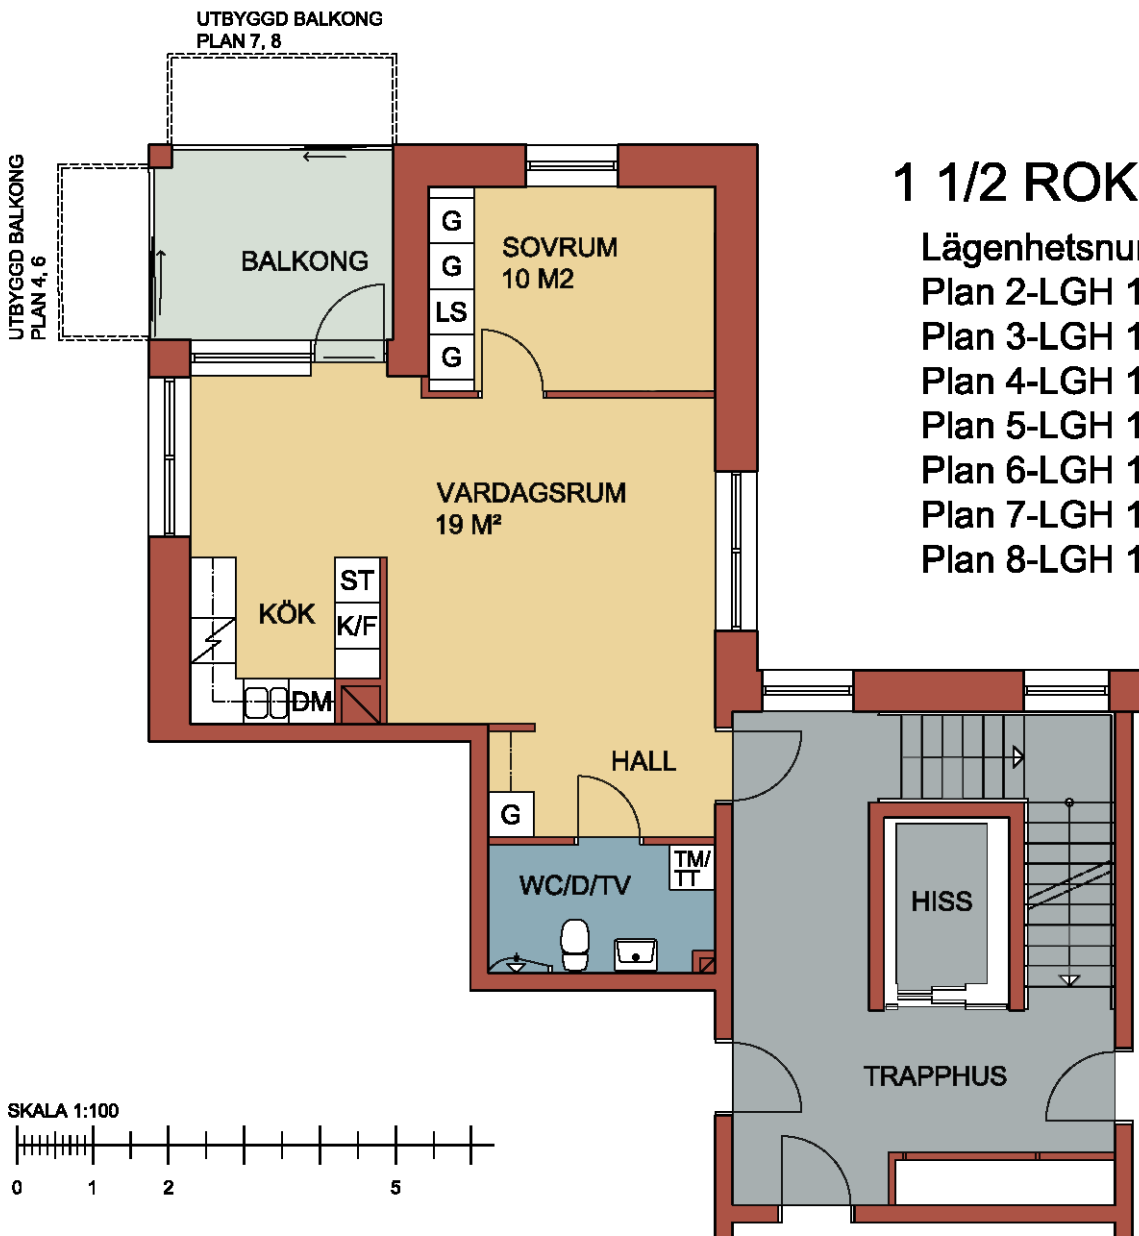 UTBYGGD BALKONG
PLAN 7, 8
UTBYGGD BALKONG
PLAN 4, 6
BALKONG
G
G
LS
G
SOVRUM
10 M2
1 1/2 ROK
Plan 2-LGH 1
Plan 3-LGH 1
Plan 4-LGH 1
Plan 5-LGH 1
Plan 6-LGH 1
Plan 7-LGH 1
Plan 8-LGH 1
VARDAGSRUM
19 M²
KÖK
ST
K/F
DM
HALL
G
WC/D/TV
TM/
TT
HISS
TRAPPHUS
SKALA 1:100
0 1 2 5